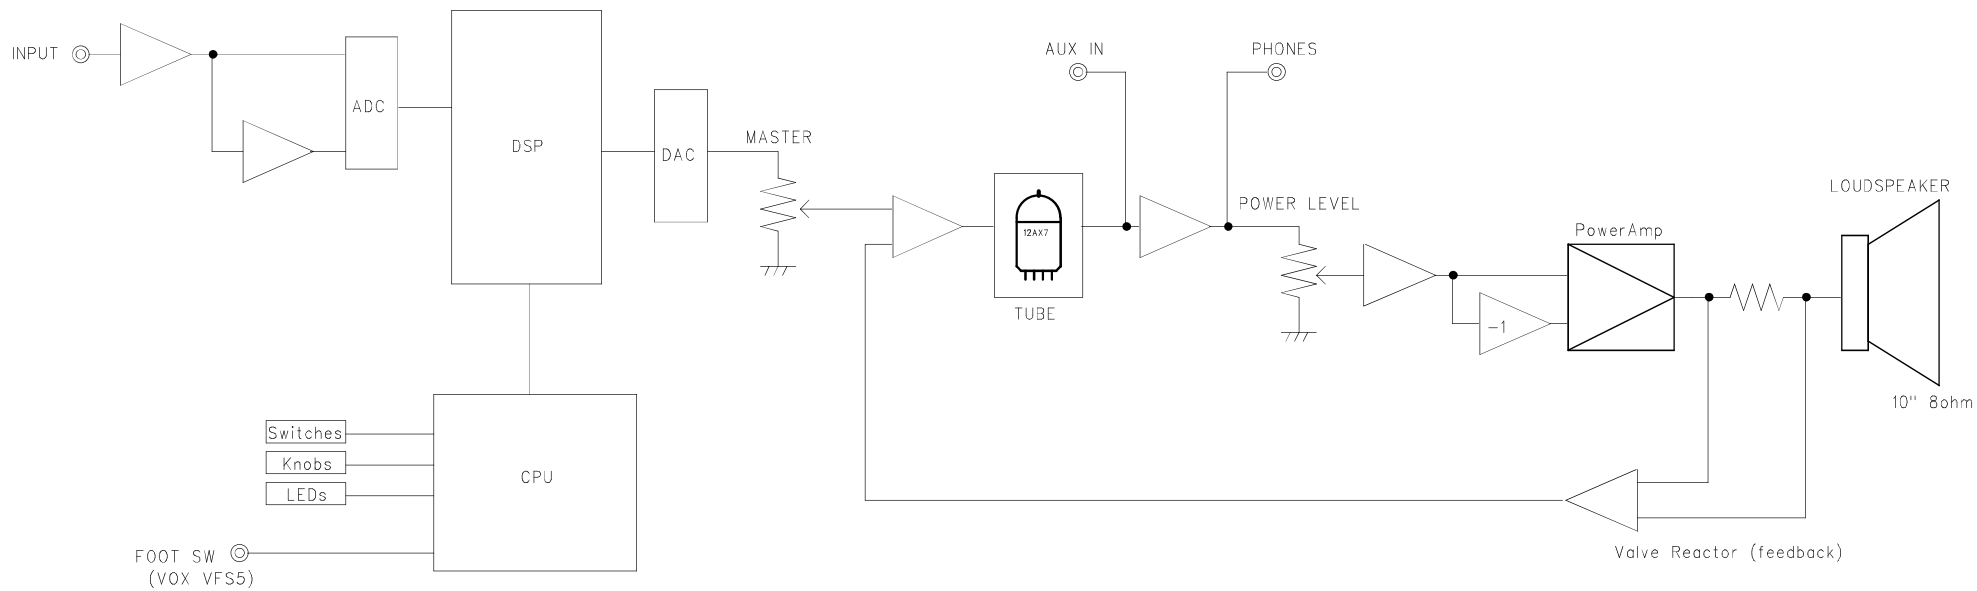 INPUT
ADC
DSP
DAC
MASTER
AUX IN
PHONES
12AX7
TUBE
POWER LEVEL
-1
PowerAmp
LOUDSPEAKER
10" 8ohm
Switches
Knobs
LEDs
CPU
FOOT SW
(VOX VFS5)
Valve Reactor (feedback)